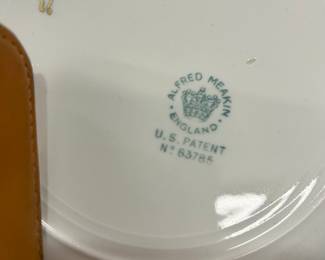 ALFRED MEAKIN
ENGLAND
U.S. PATENT
Nº 63785